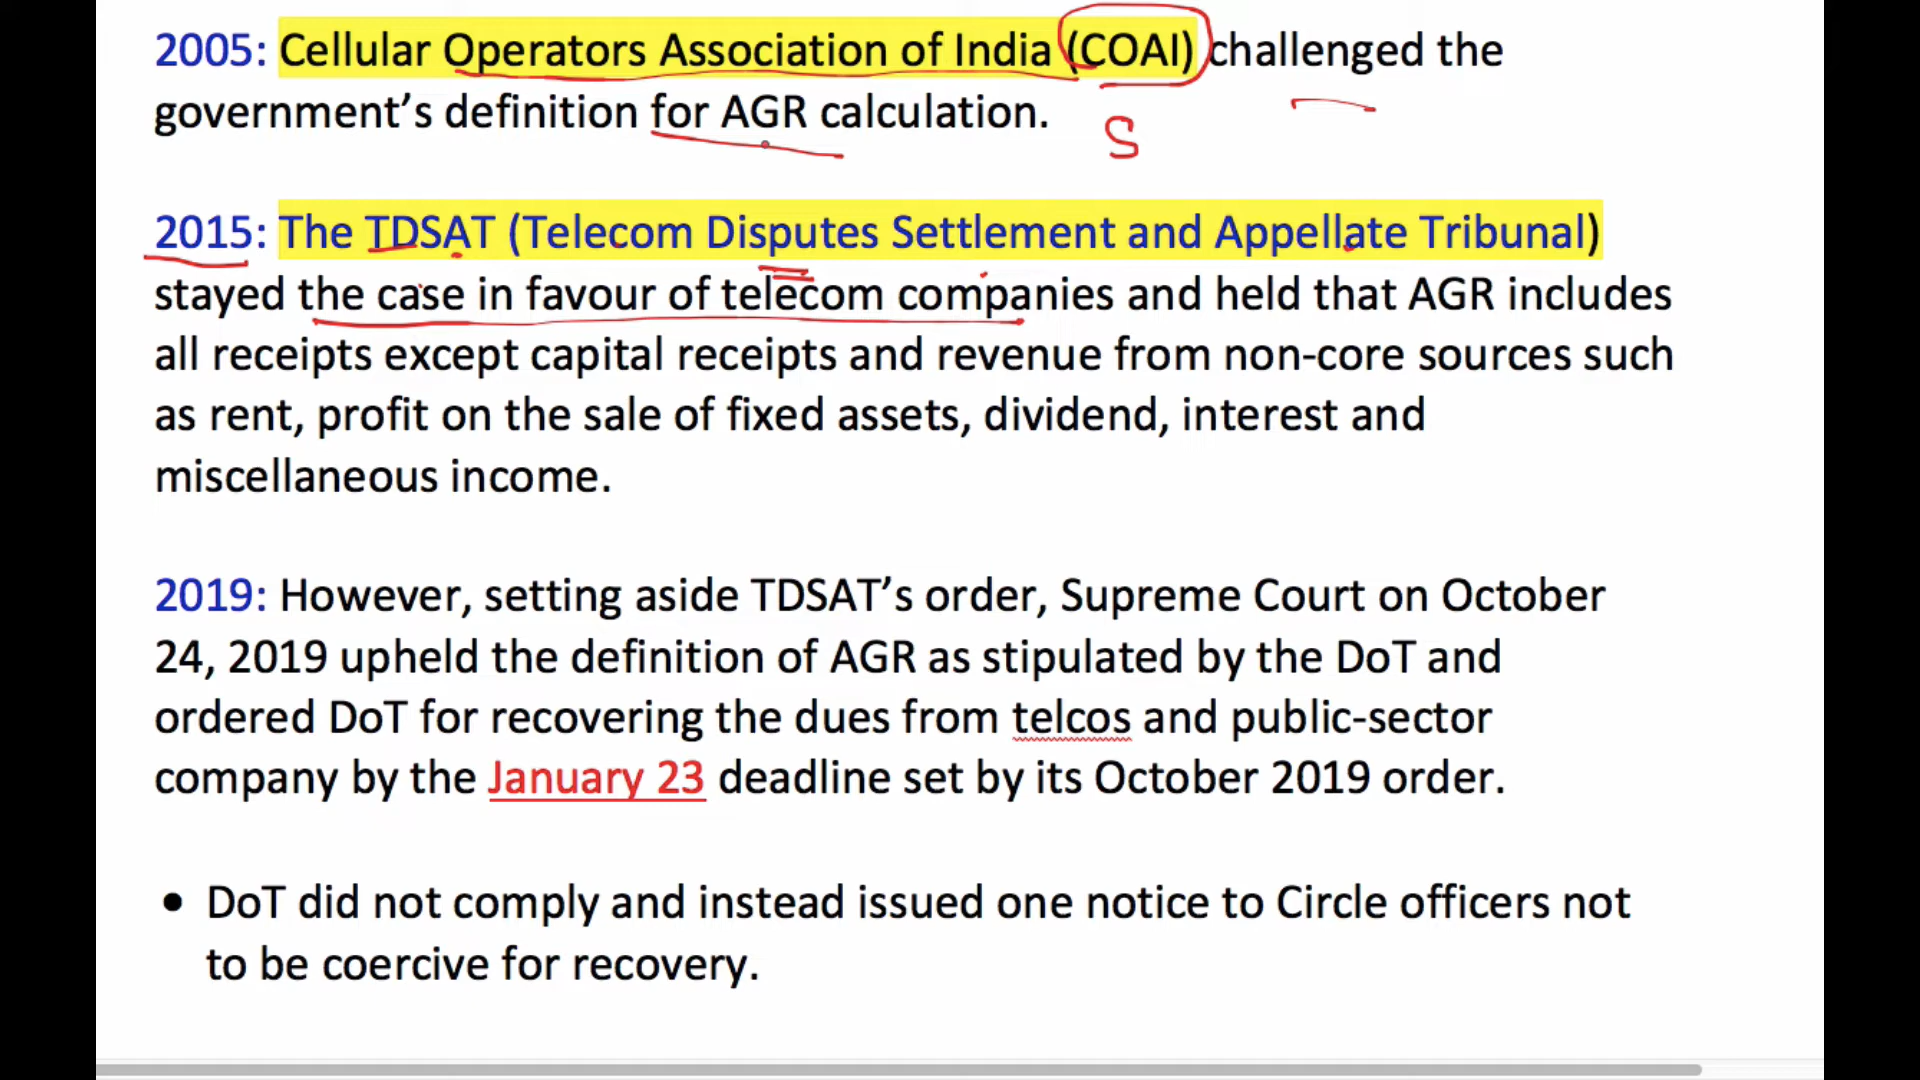 2005: Cellular Operators Association of India (COAI) challenged the
government’s definition for AGR calculation.
S
2015: The TDSAT (Telecom Disputes Settlement and Appellate Tribunal)
stayed the case in favour of telecom companies and held that AGR includes
all receipts except capital receipts and revenue from non-core sources such
as rent, profit on the sale of fixed assets, dividend, interest and
miscellaneous income.
2019: However, setting aside TDSAT’s order, Supreme Court on October
24, 2019 upheld the definition of AGR as stipulated by the DoT and
ordered DoT for recovering the dues from telcos and public-sector
company by the January 23 deadline set by its October 2019 order.
• DoT did not comply and instead issued one notice to Circle officers not
to be coercive for recovery.